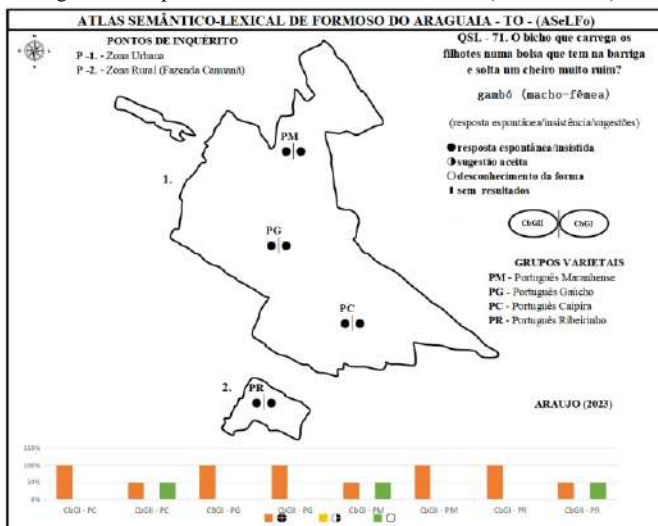 ATLAS SEMÂNTICO-LEXICAL DE FORMOSO DO ARAGUAIA - TO - (ASeLFo)
PONTOS DE INQUÉRITO
P -1. - Zona Urbana
P -2. - Zona Rural (Fazenda Canuanã)
QSL - 71. O bicho que carrega os
filhotes numa bolsa que tem na barriga
e solta um cheiro muito ruim?
gambá (macho-fêmea)
(resposta espontânea/insistência/sugestões)
resposta espontânea/insistida
sugestão aceita
desconhecimento da forma
sem resultados
CbGII CbGI
GRUPOS VARIETAIS
PM - Português Maranhense
PG - Português Gaúcho
PC - Português Caipira
PR - Português Ribeirinho
PM
1.
PG
PC
2. PR
ARAUJO (2023)
150%
100%
50%
0%
CbGI - PC CbGII - PC CbGI - PG CbGII - PG CbGI - PM CbGII - PM CbGI - PR CbGII - PR